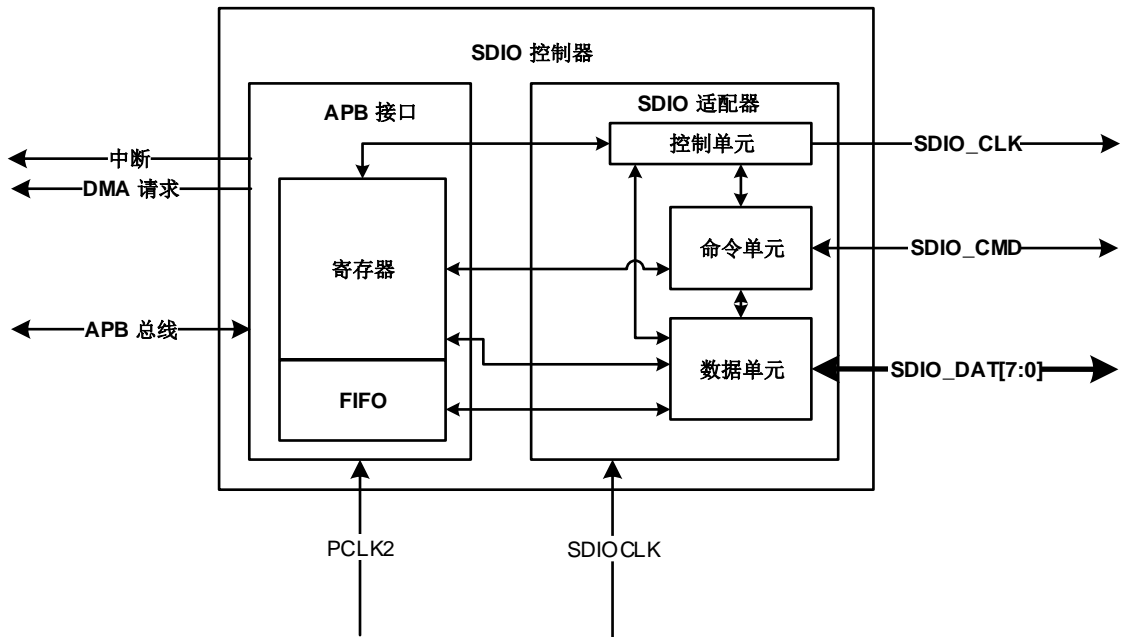 SDIO 控制器
APB 接口
SDIO 适配器
控制单元
SDIO_CLK
中断
DMA 请求
寄存器
命令单元
SDIO_CMD
APB 总线
数据单元
SDIO_DAT[7:0]
FIFO
PCLK2
SDIOCLK